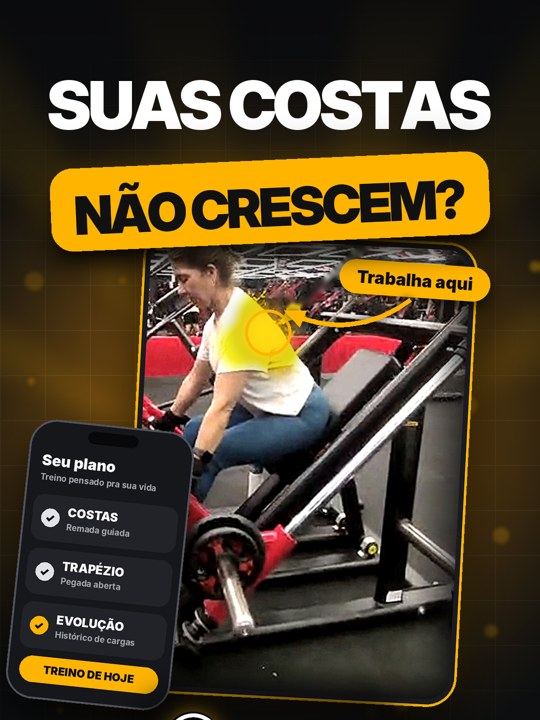 SUAS COSTAS
NÃO CRESCEM?
Trabalha aqui
Seu plano
Treino pensado pra sua vida
COSTAS
Remada guiada
TRAPÉZIO
Pegada aberta
EVOLUÇÃO
Histórico de cargas
TREINO DE HOJE